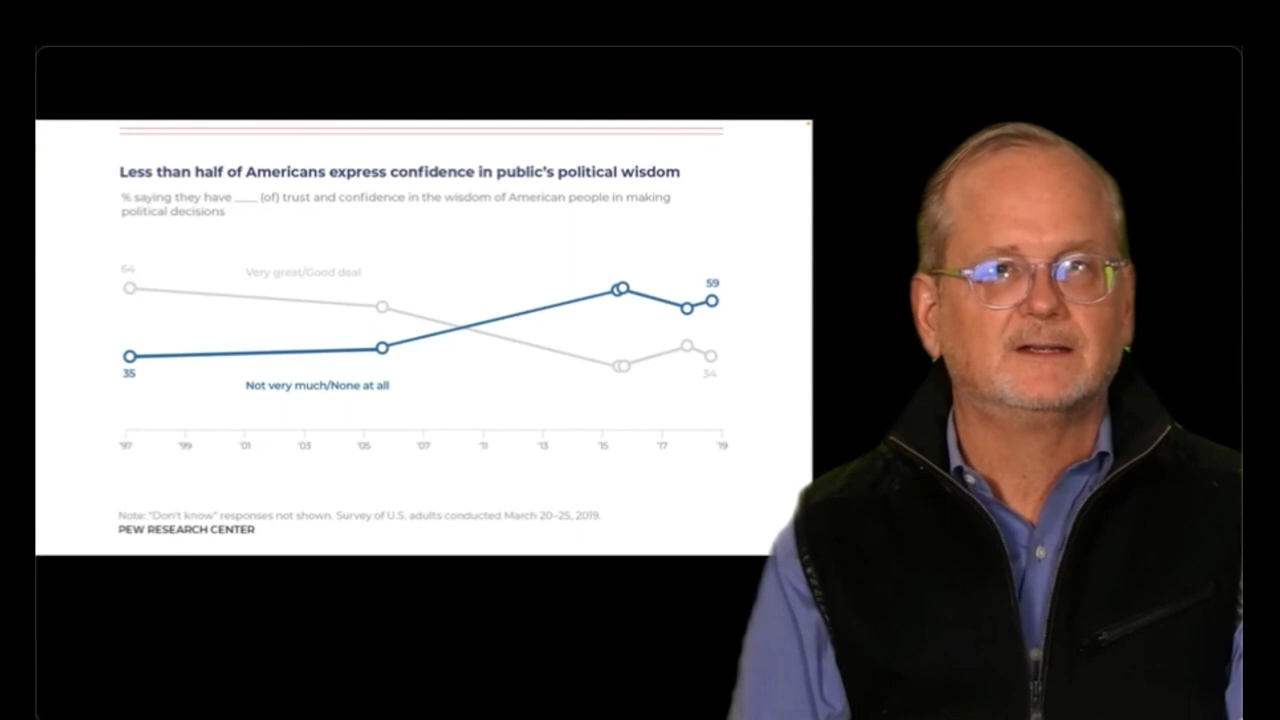 Less than half of Americans express confidence in public's political wisdom
% saying they have ____ (of) trust and confidence in the wisdom of American people in making
political decisions
64
Very great/Good deal
59
35
Not very much/None at all
34
'97 '99 '01 '03 '05 '07 '11 '13 '15 '17 '19
Note: "Don't know" responses not shown. Survey of U.S. adults conducted March 20–25, 2019.
PEW RESEARCH CENTER